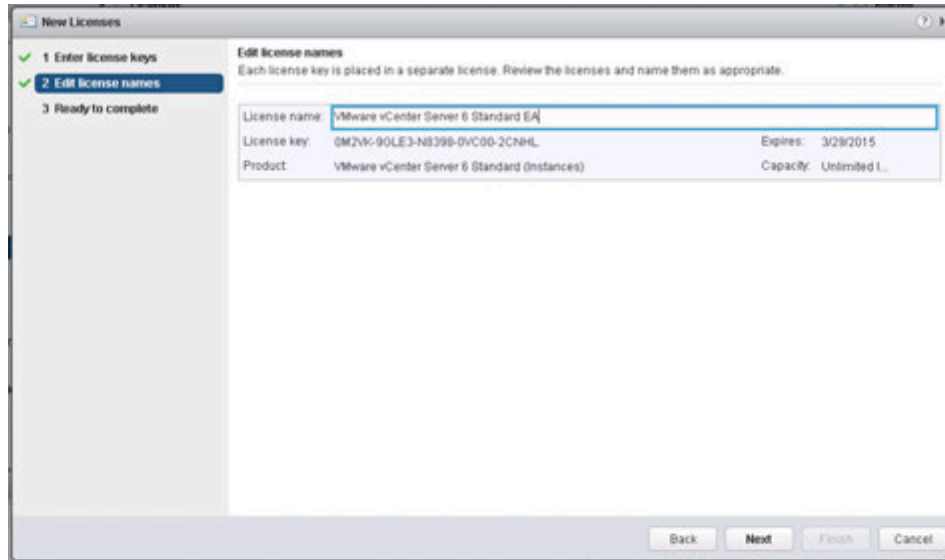 New Licenses
1 Enter license keys
2 Edit license names
3 Ready to complete
Edit license names
Each license key is placed in a separate license. Review the licenses and name them as appropriate.
License name: VMware vCenter Server 6 Standard EA
License key: 0M2VK-90LE3-N8398-0VC00-2CNHL Expires: 3/29/2015
Product: VMware vCenter Server 6 Standard (Instances) Capacity: Unlimited I...
Back Next Finish Cancel